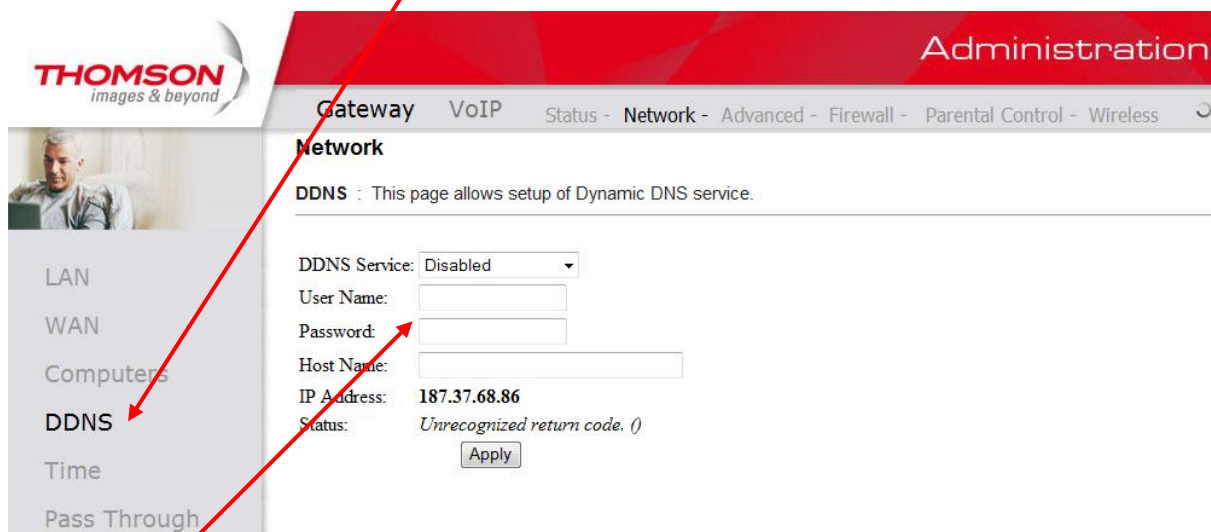 Administration
THOMSON
images & beyond
Gateway VoIP Status - Network - Advanced - Firewall - Parental Control - Wireless
Network
DDNS : This page allows setup of Dynamic DNS service.
LAN
WAN
Computers
DDNS
Time
Pass Through
DDNS Service: Disabled
User Name:
Password:
Host Name:
IP Address: 187.37.68.86
Status: Unrecognized return code. ()
Apply